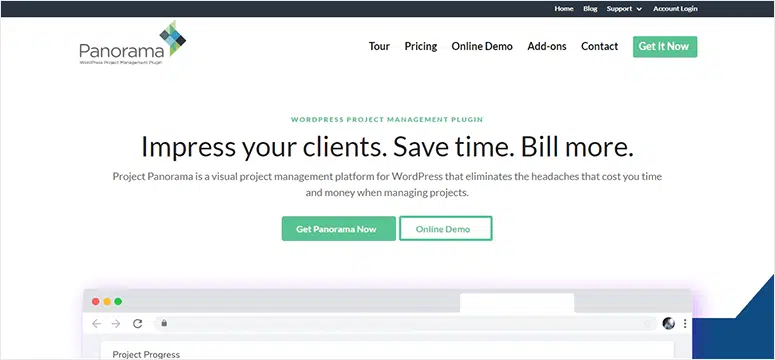 Home Blog Support Account Login
Panorama
WordPress Project Management Plugin
Tour Pricing Online Demo Add-ons Contact Get It Now
WORDPRESS PROJECT MANAGEMENT PLUGIN
Impress your clients. Save time. Bill more.
Project Panorama is a visual project management platform for WordPress that eliminates the headaches that cost you time
and money when managing projects.
Get Panorama Now Online Demo
Project Progress